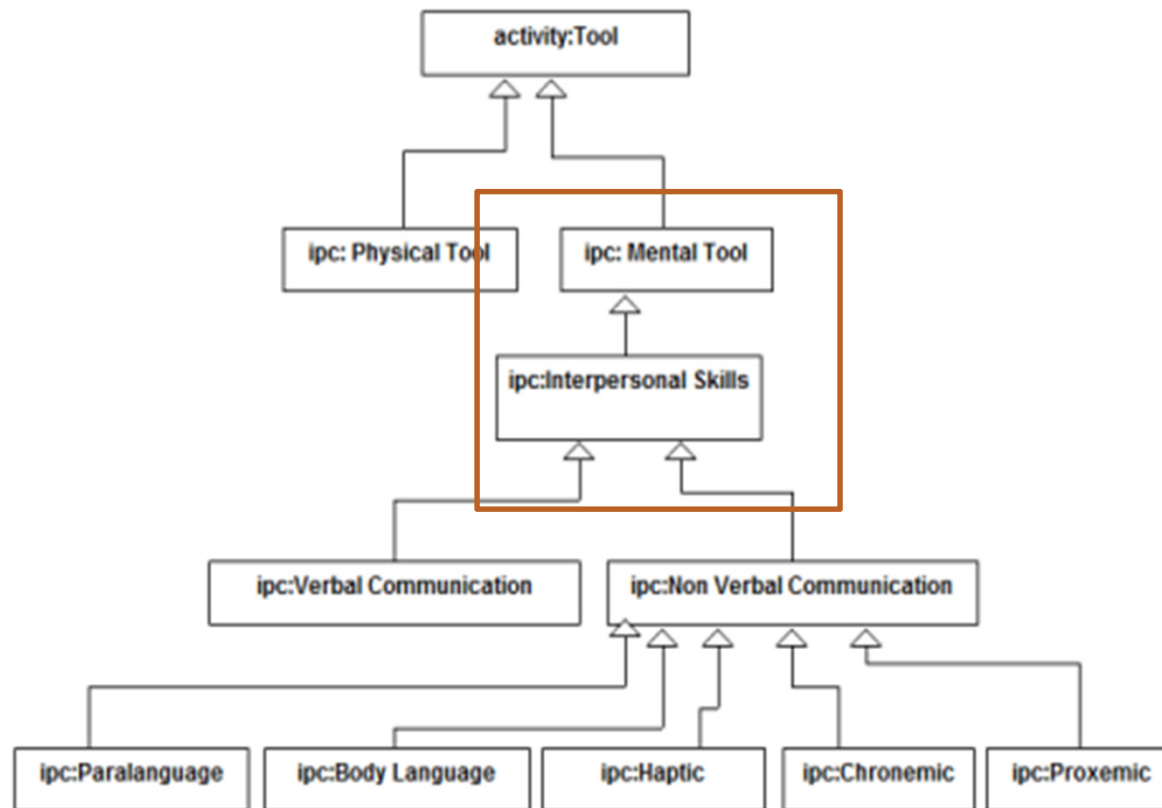 activity:Tool
ipc: Physical Tool
ipc: Mental Tool
ipc:Interpersonal Skills
ipc:Verbal Communication
ipc:Non Verbal Communication
ipc:Paralanguage
ipc:Body Language
ipc:Haptic
ipc:Chronemic
ipc:Proxemic